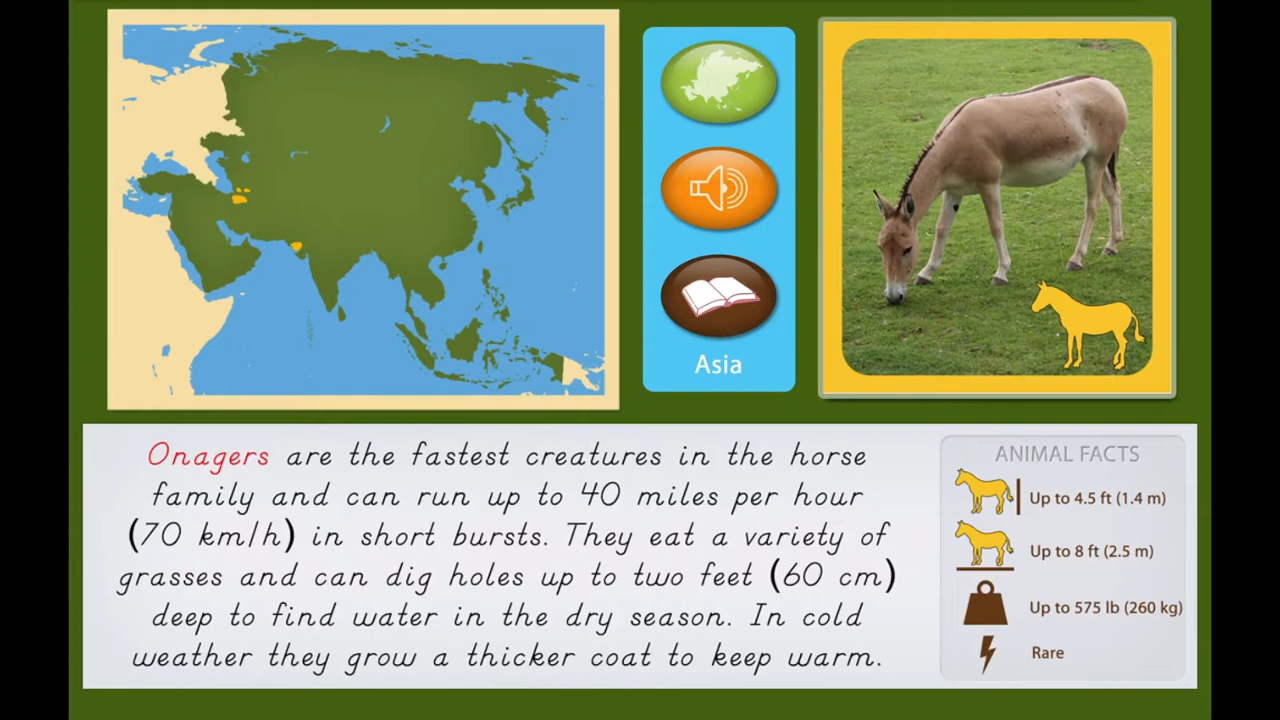 Asia
Onagers are the fastest creatures in the horse
family and can run up to 40 miles per hour
(70 km/h) in short bursts. They eat a variety of
grasses and can dig holes up to two feet (60 cm)
deep to find water in the dry season. In cold
weather they grow a thicker coat to keep warm.
ANIMAL FACTS
Up to 4.5 ft (1.4 m)
Up to 8 ft (2.5 m)
Up to 575 lb (260 kg)
Rare